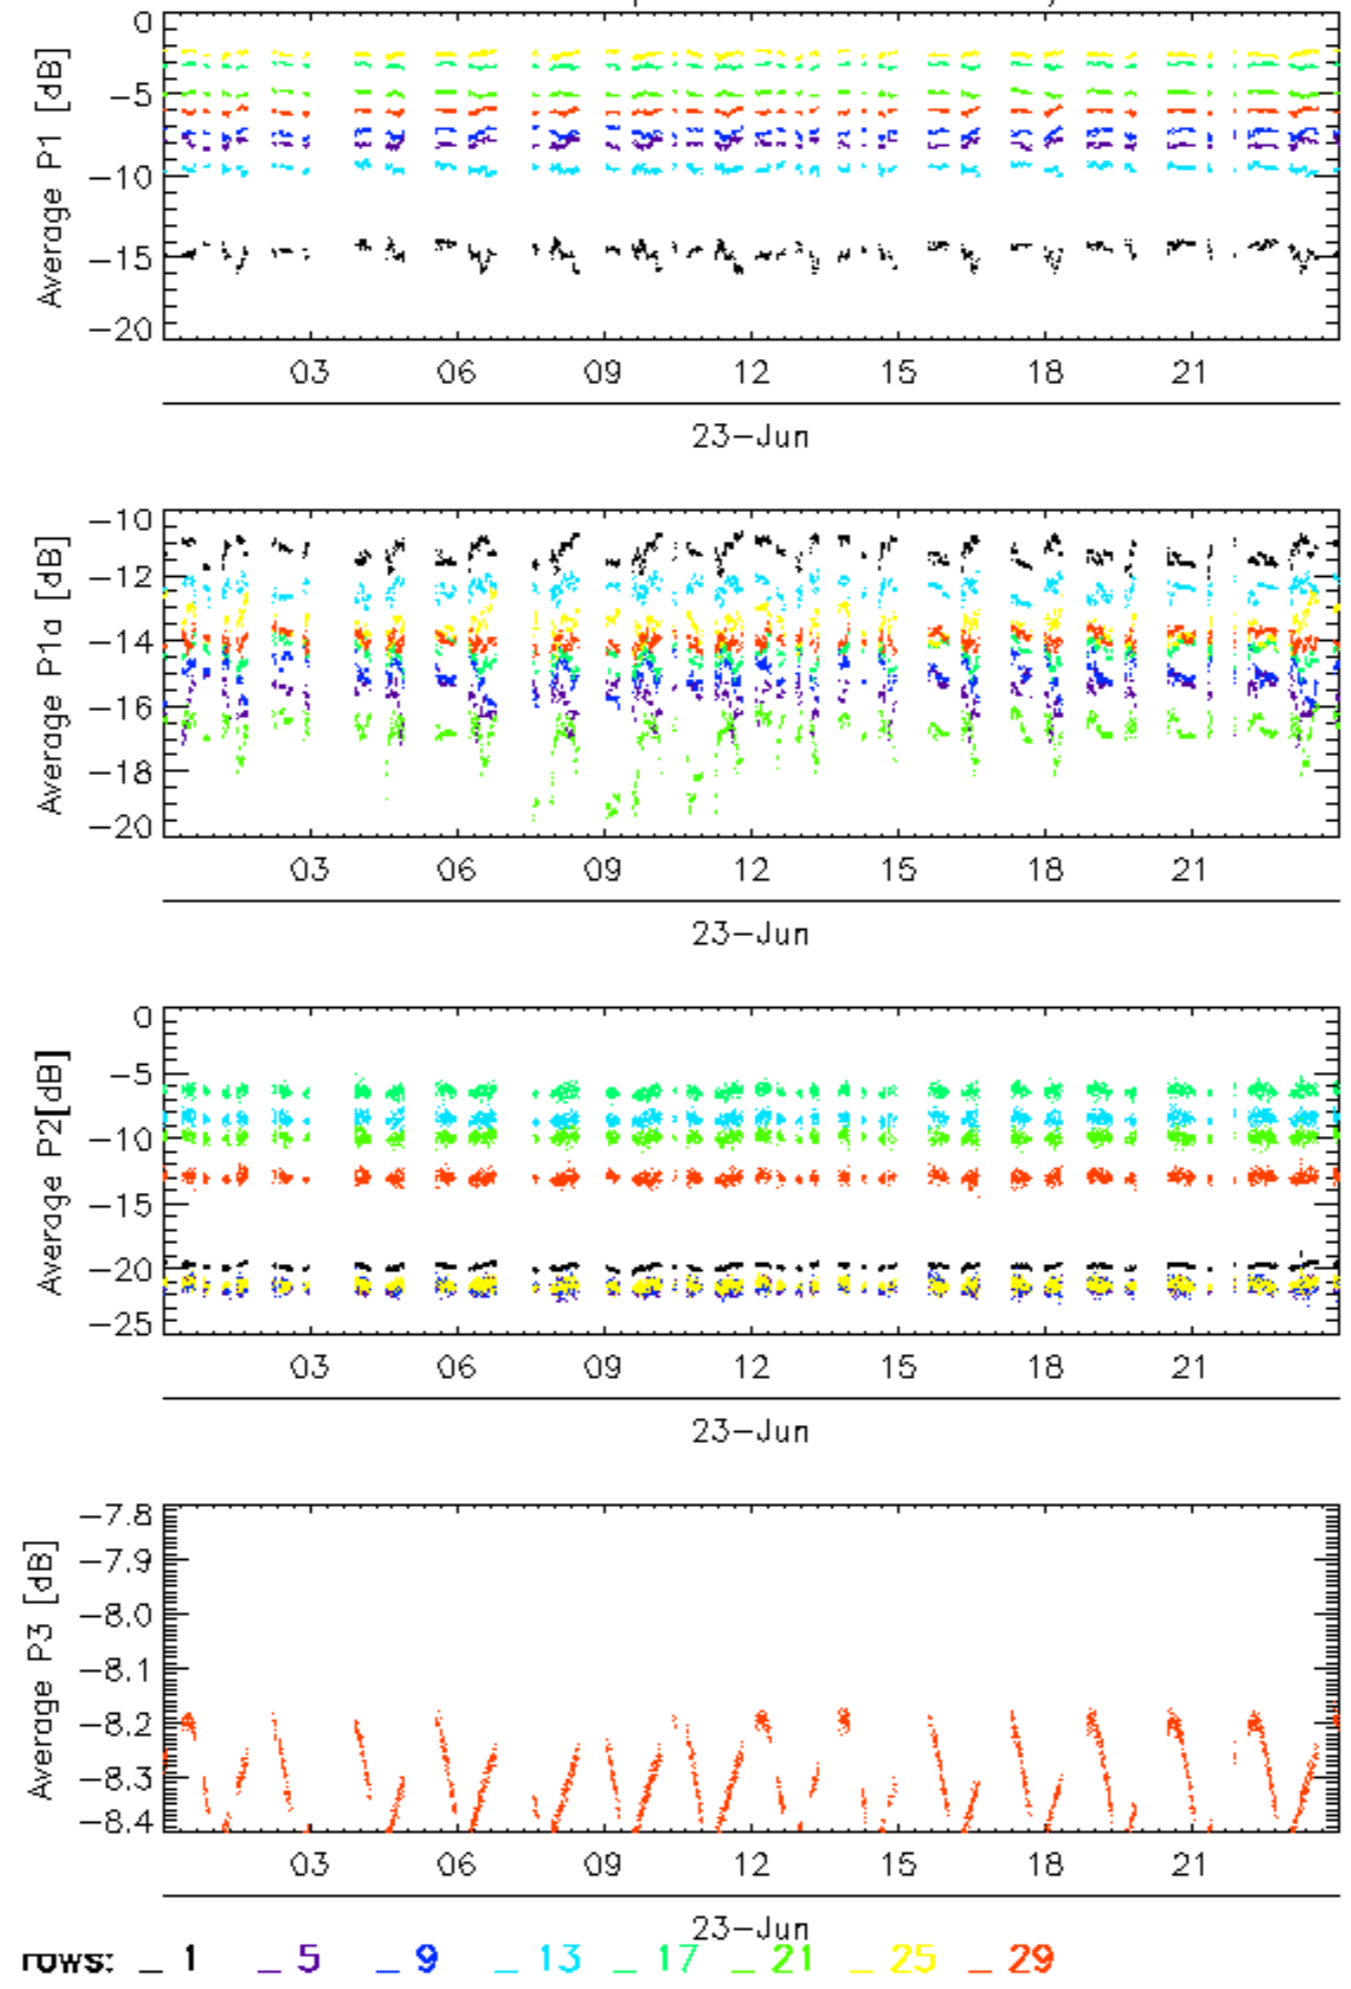 0
−5
−10
−15
−20
Average P1 [dB]
03 06 09 12 15 18 21
23−Jun
−10
−12
−14
−16
−18
−20
Average P1a [dB]
03 06 09 12 15 18 21
23−Jun
0
−5
−10
−15
−20
−25
Average P2[dB]
03 06 09 12 15 18 21
23−Jun
−7.8
−7.9
−8.0
−8.1
−8.2
−8.3
−8.4
Average P3 [dB]
03 06 09 12 15 18 21
23−Jun
rows: _ 1 _ 5 _ 9 _ 13 _ 17 _ 21 _ 25 _ 29